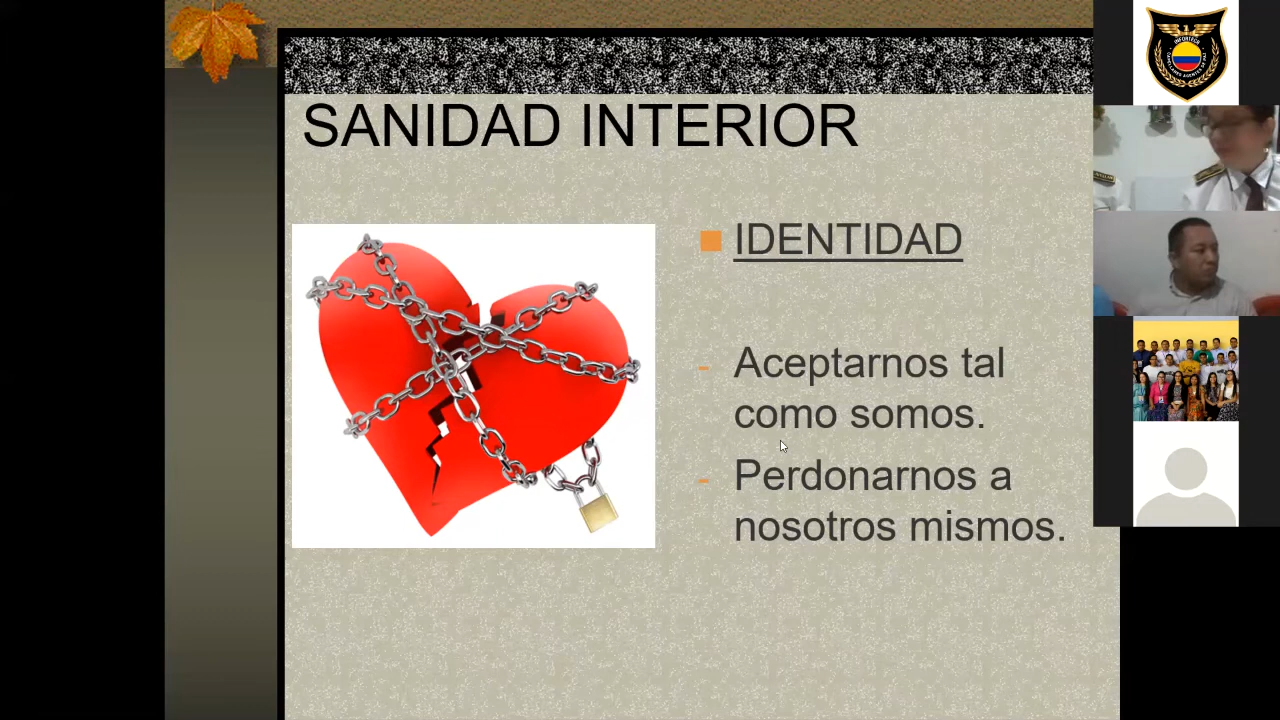 SANIDAD INTERIOR
IDENTIDAD
Aceptarnos tal
como somos.
Perdonarnos a
nosotros mismos.